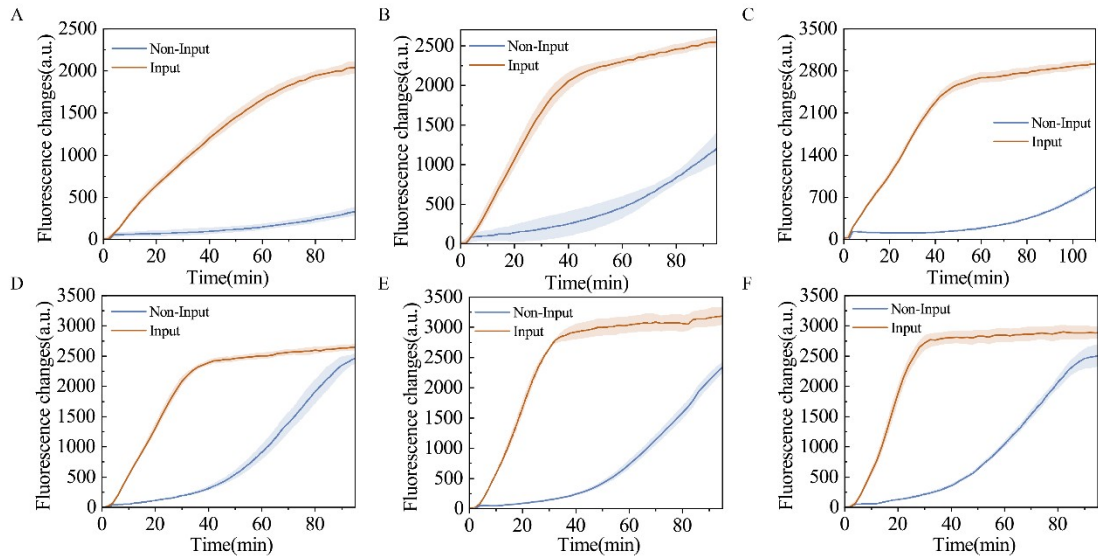 A
Fluorescence changes(a.u.)
2500
2000
1500
1000
500
0
Non-Input
Input
0 20 40 60 80
Time(min)
B
Fluorescence changes(a.u.)
2500
2000
1500
1000
500
0
Non-Input
Input
0 20 40 60 80
Time(min)
C
Fluorescence changes(a.u.)
3500
2800
2100
1400
700
0
Non-Input
Input
0 20 40 60 80 100
Time(min)
D
Fluorescence changes(a.u.)
3500
3000
2500
2000
1500
1000
500
0
Non-Input
Input
0 20 40 60 80
Time(min)
E
Fluorescence changes(a.u.)
3500
3000
2500
2000
1500
1000
500
0
Non-Input
Input
0 20 40 60 80
Time(min)
F
Fluorescence changes(a.u.)
3500
3000
2500
2000
1500
1000
500
0
Non-Input
Input
0 20 40 60 80
Time(min)